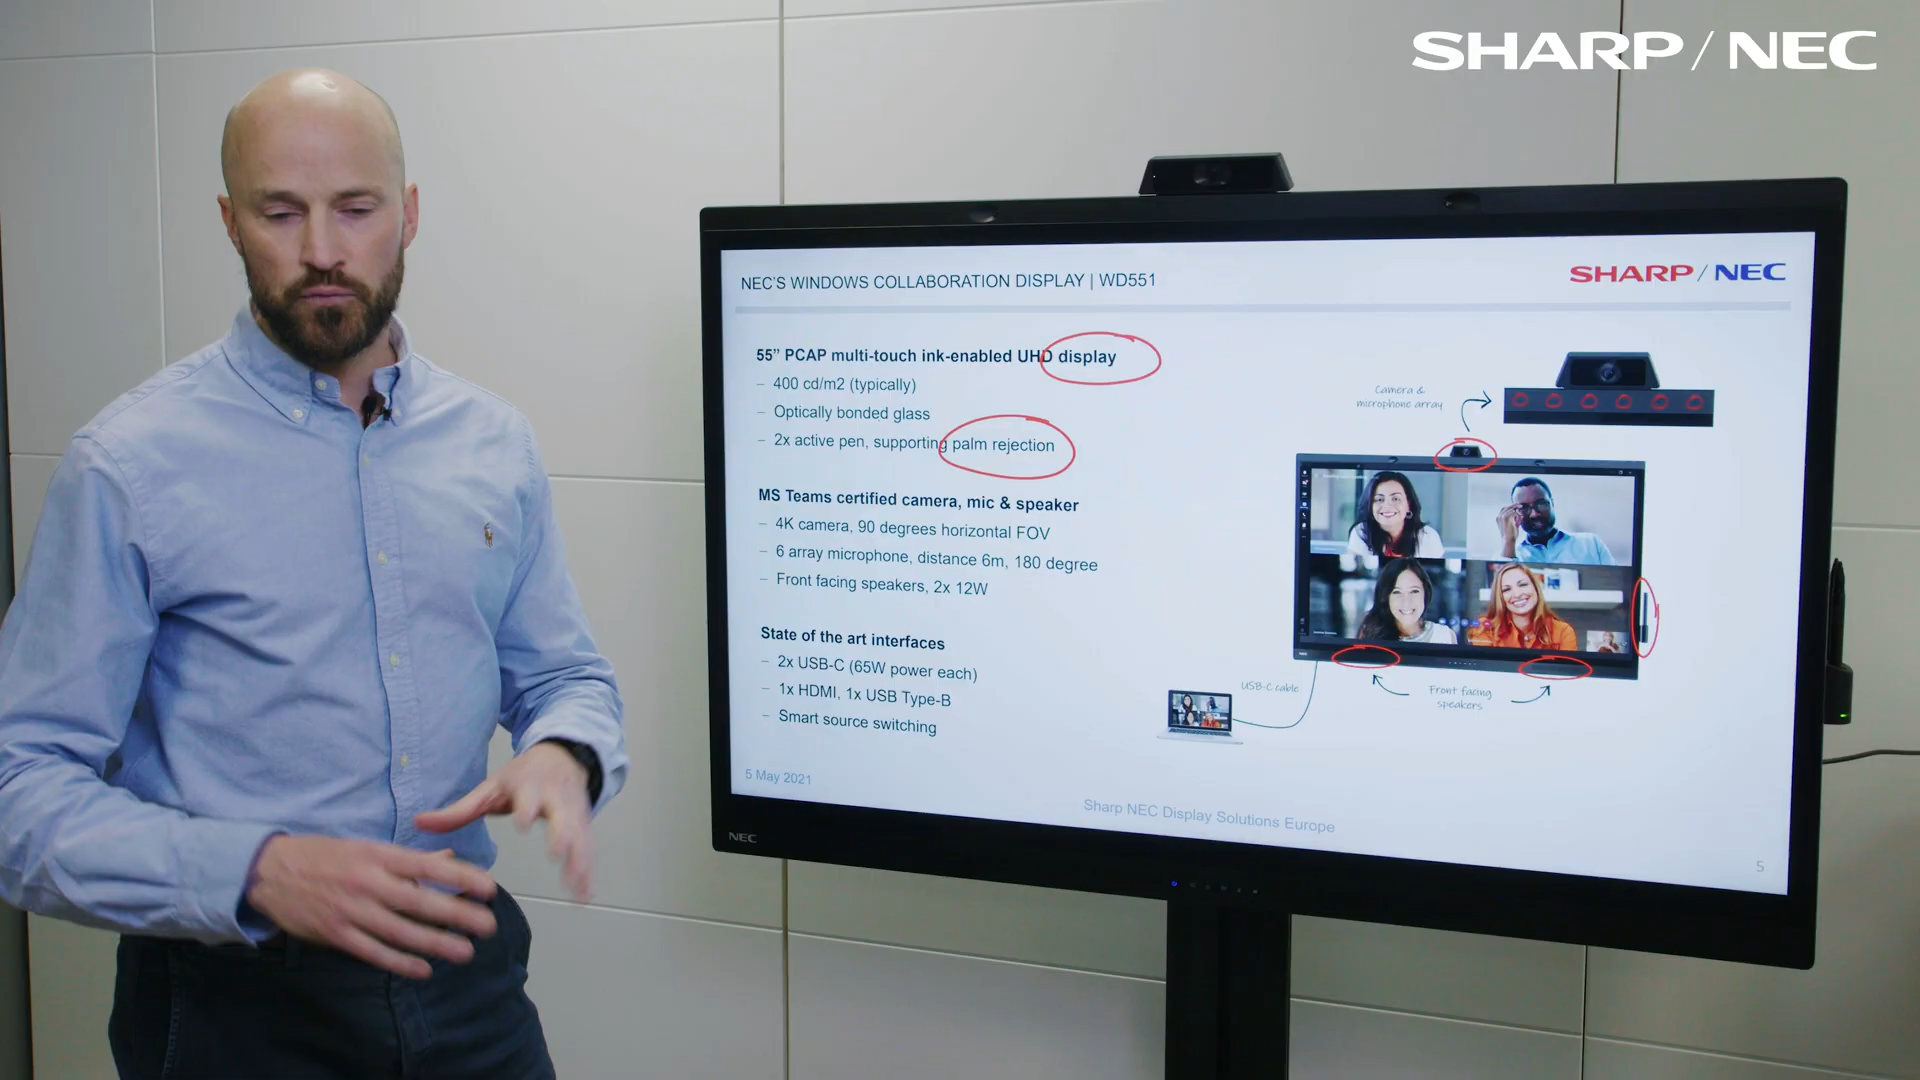 SHARP/NEC
NEC'S WINDOWS COLLABORATION DISPLAY | WD551
SHARP/NEC
55” PCAP multi-touch ink-enabled UHD display
– 400 cd/m2 (typically)
– Optically bonded glass
– 2x active pen, supporting palm rejection
MS Teams certified camera, mic & speaker
– 4K camera, 90 degrees horizontal FOV
– 6 array microphone, distance 6m, 180 degree
– Front facing speakers, 2x 12W
State of the art interfaces
– 2x USB-C (65W power each)
– 1x HDMI, 1x USB Type-B
– Smart source switching
Camera &
microphone array
USB-C cable
Front facing
speakers
5 May 2021
Sharp NEC Display Solutions Europe
5
NEC